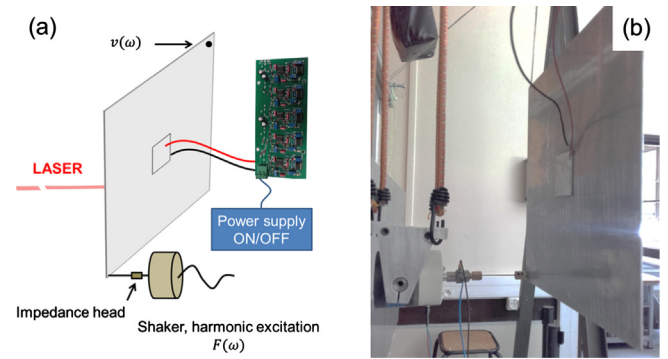 (a)
v(ω)
LASER
Power supply
ON/OFF
Impedance head
Shaker, harmonic excitation
F(ω)
(b)